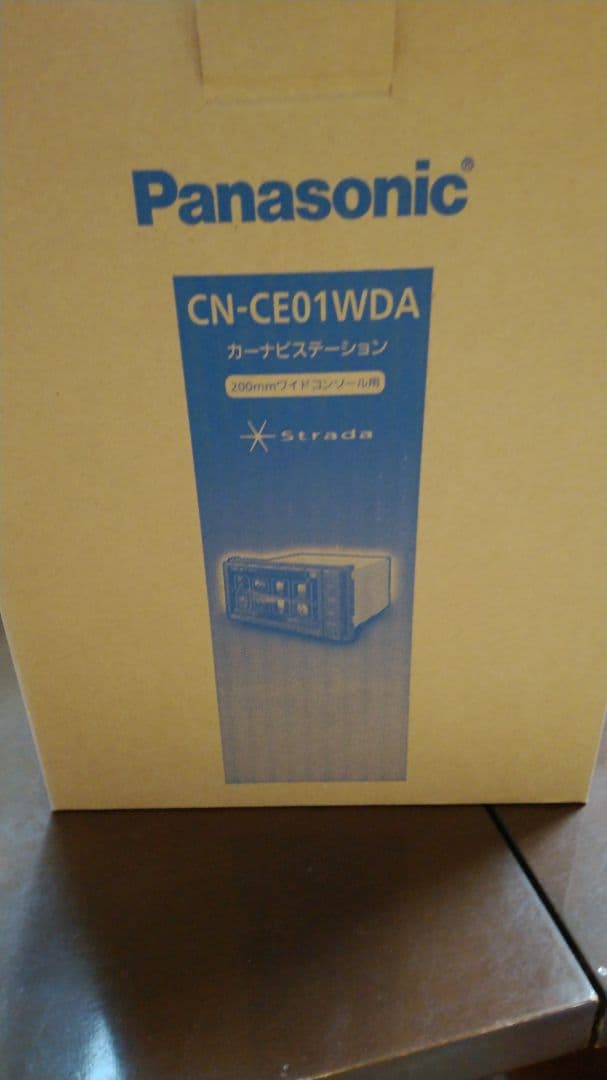 Panasonic®
CN-CE01WDA
カーナビステーション
200mmワイドコンソール用
Strada